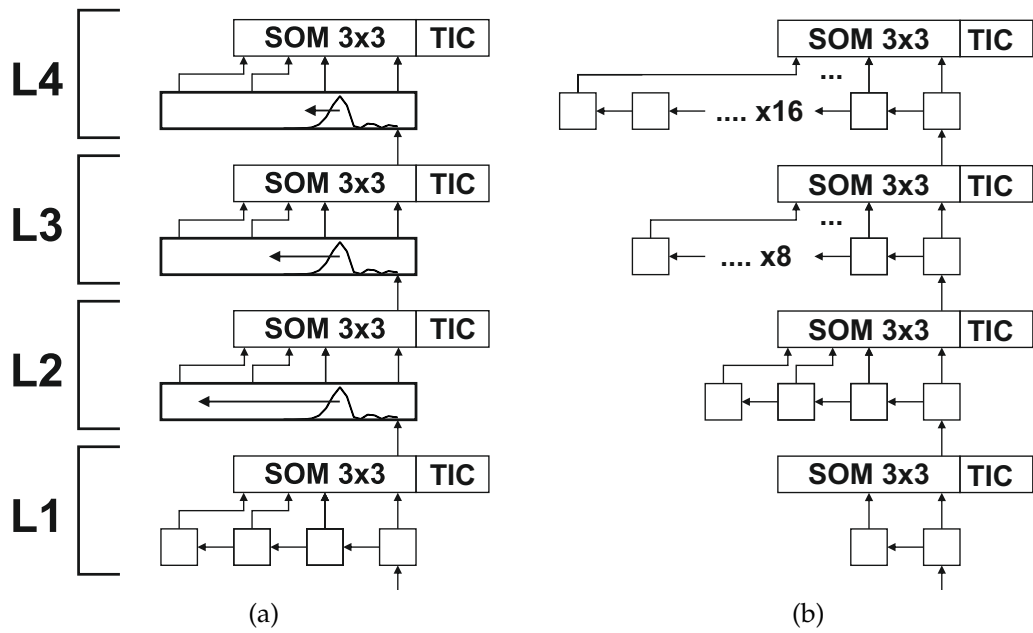 L4
SOM 3x3 TIC
SOM 3x3 TIC
...
.... x16
L3
SOM 3x3 TIC
SOM 3x3 TIC
...
.... x8
L2
SOM 3x3 TIC
SOM 3x3 TIC
L1
SOM 3x3 TIC
SOM 3x3 TIC
(a)
(b)